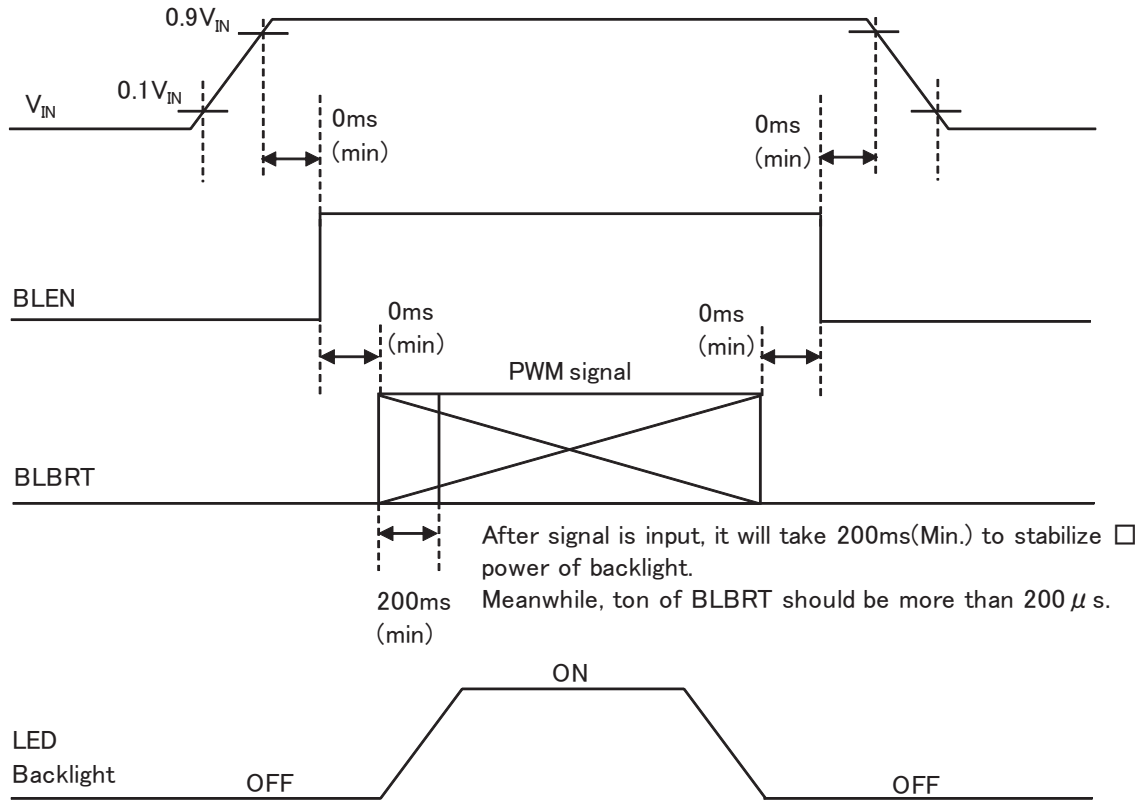 0.9VIN
0.1VIN
VIN
0ms
(min)
0ms
(min)
BLEN
0ms
(min)
0ms
(min)
PWM signal
BLBRT
After signal is input, it will take 200ms(Min.) to stabilize □
power of backlight.
200ms
(min)
Meanwhile, ton of BLBRT should be more than 200 μ s.
ON
LED
Backlight
OFF
OFF